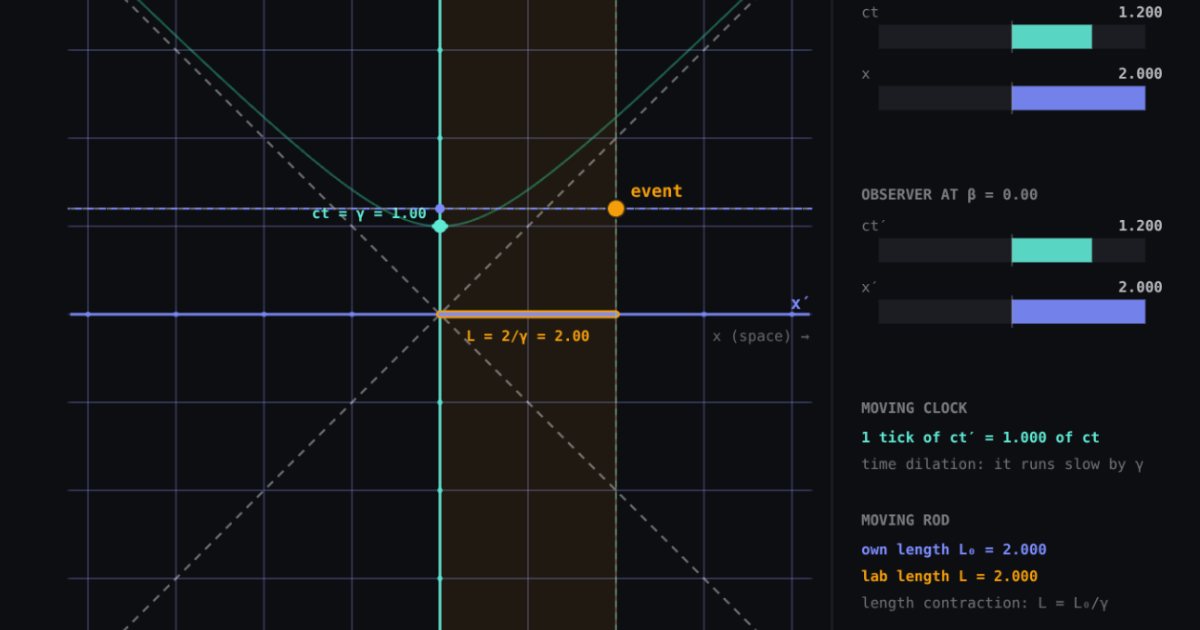 ct 1.200
x 2.000
event
ct = γ = 1.00
OBSERVER AT β = 0.00
ct′ 1.200
x′ 2.000
x′
L = 2/γ = 2.00
x (space) →
MOVING CLOCK
1 tick of ct′ = 1.000 of ct
time dilation: it runs slow by γ
MOVING ROD
own length L₀ = 2.000
lab length L = 2.000
length contraction: L = L₀/γ